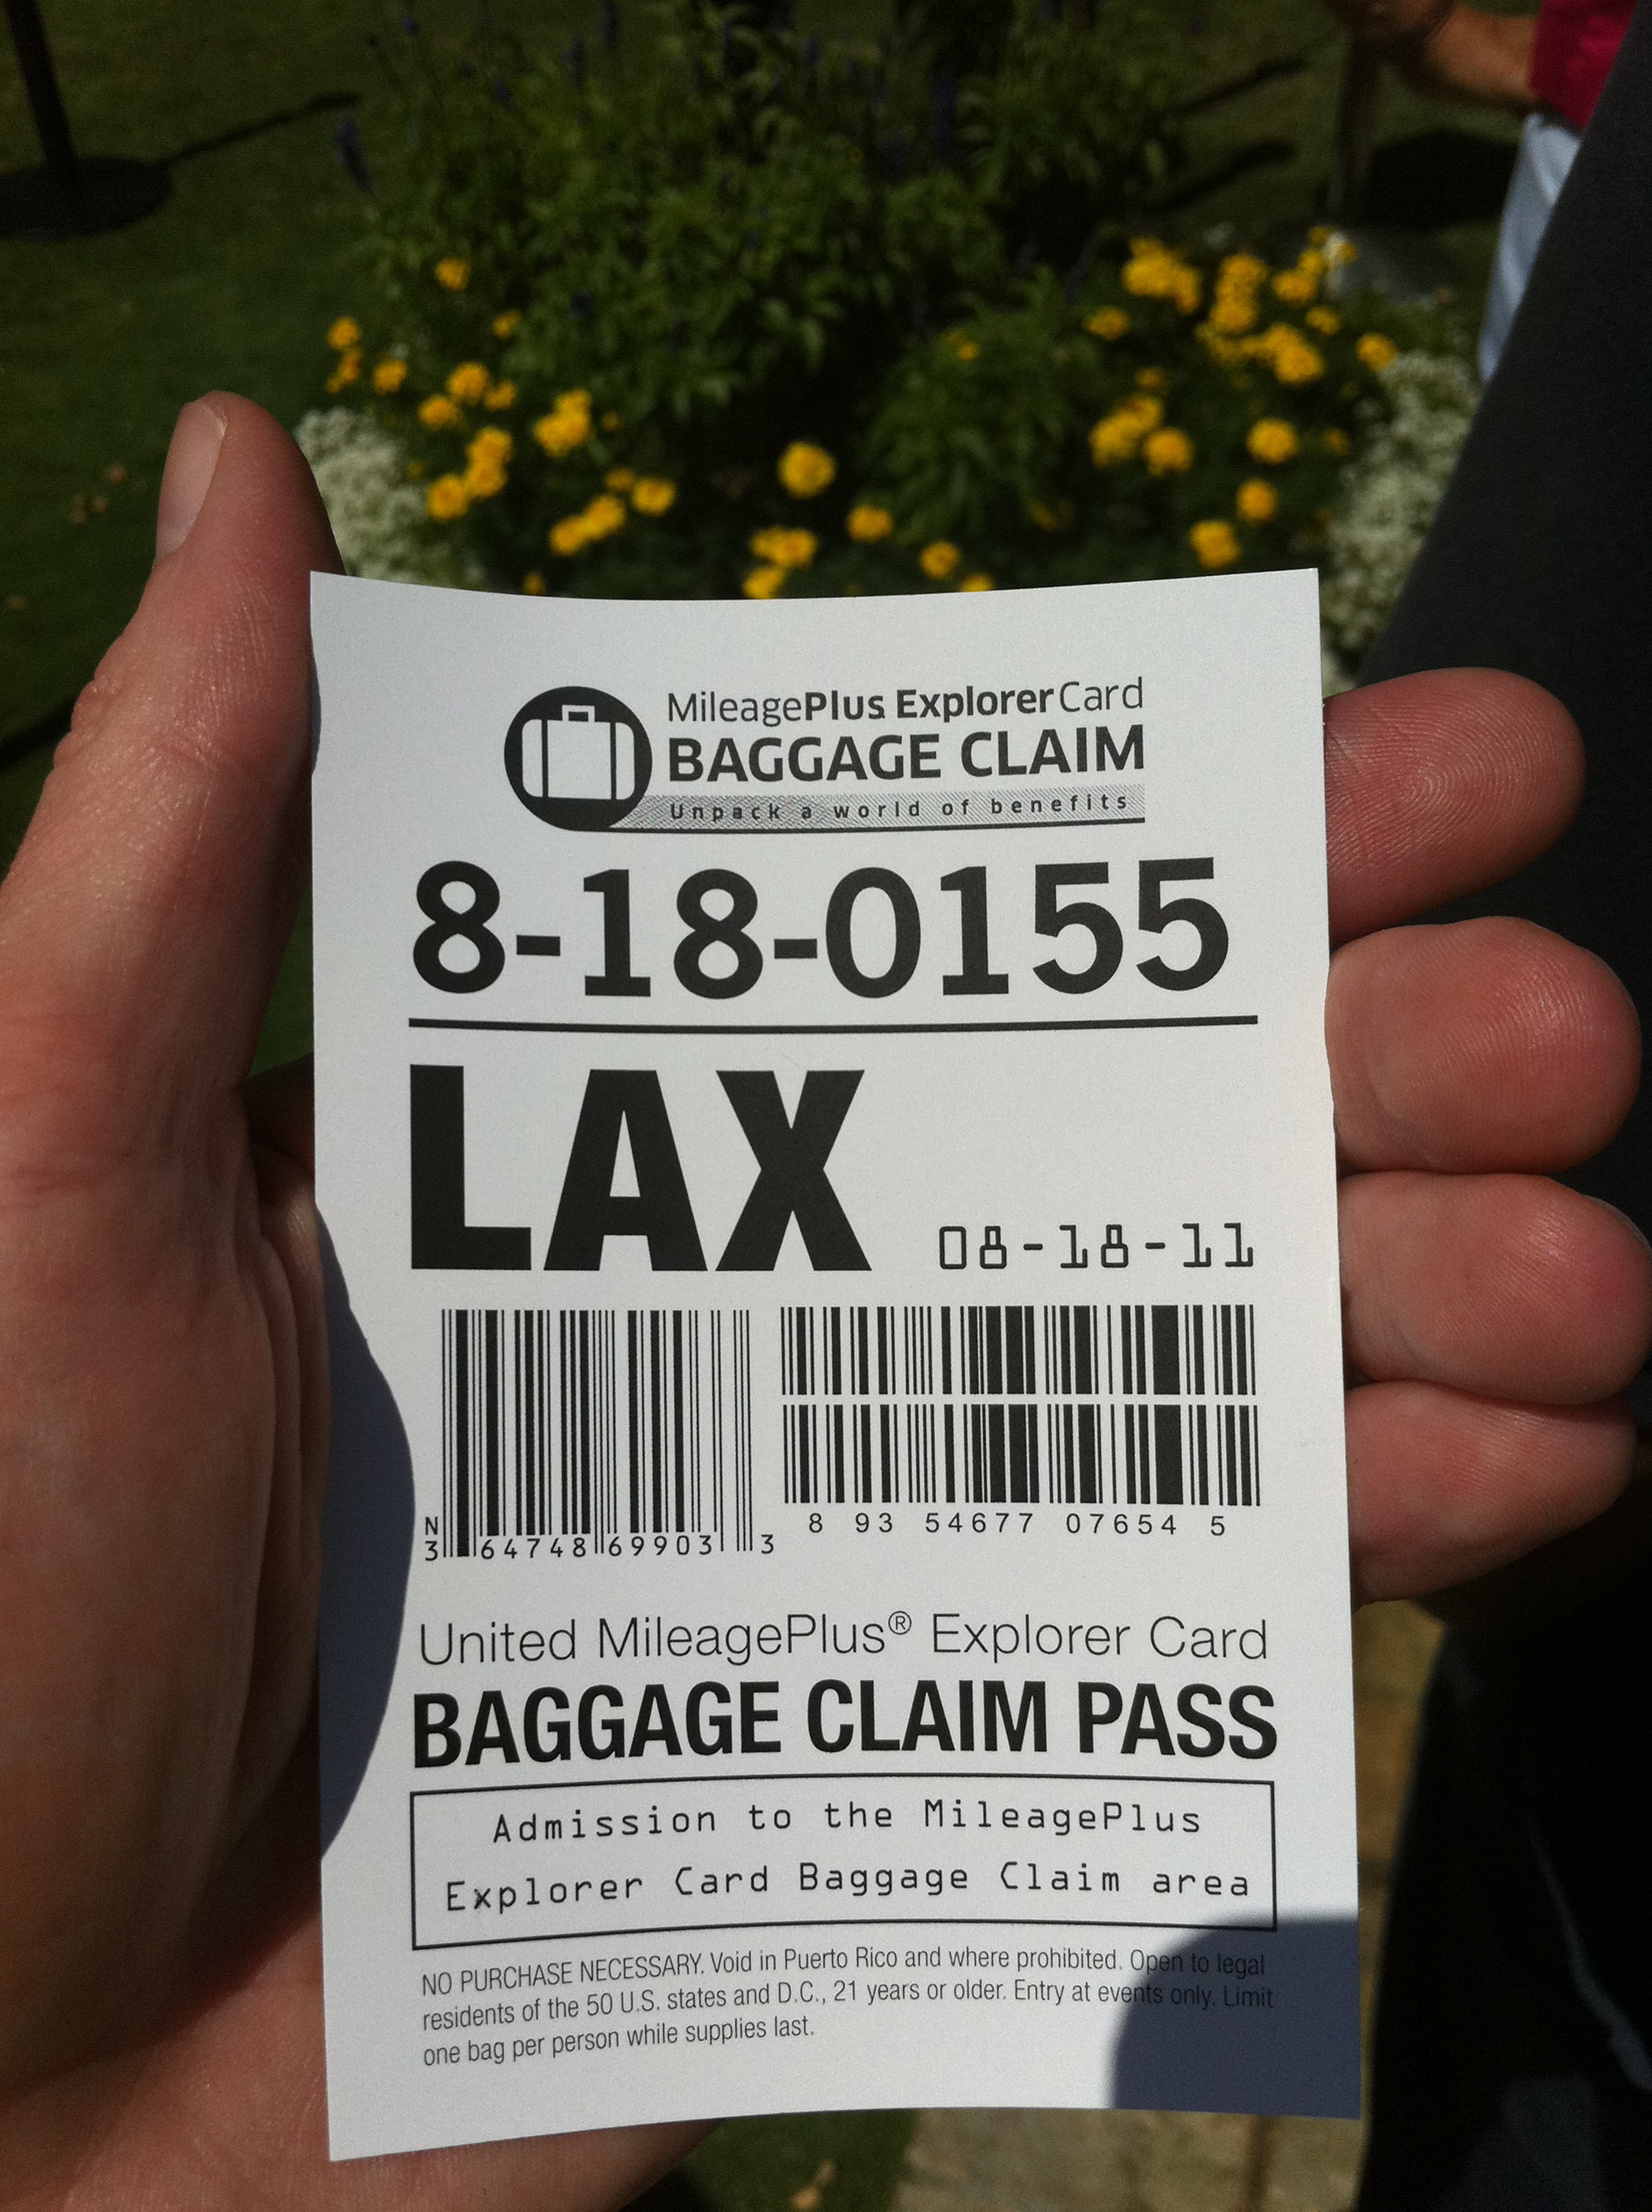 MileagePlus ExplorerCard
BAGGAGE CLAIM
Unpack a world of benefits
8-18-0155
LAX
08-18-11
N
3 64748 69903 3
8 93 54677 07654 5
United MileagePlus® Explorer Card
BAGGAGE CLAIM PASS
Admission to the MileagePlus
Explorer Card Baggage Claim area
NO PURCHASE NECESSARY. Void in Puerto Rico and where prohibited. Open to legal
residents of the 50 U.S. states and D.C., 21 years or older. Entry at events only. Limit
one bag per person while supplies last.